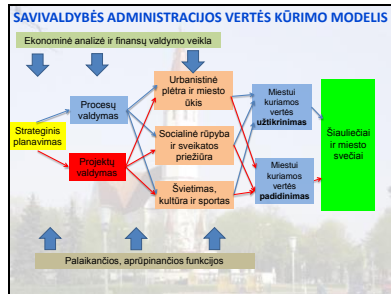 SAVIVALDYBĖS ADMINISTRACIJOS VERTĖS KŪRIMO MODELIS
Ekonominė analizė ir finansų valdymo veikla
Strateginis
planavimas
Procesų
valdymas
Projektų
valdymas
Urbanistinė
plėtra ir miesto
ūkis
Socialinė rūpyba
ir sveikatos
priežiūra
Švietimas,
kultūra ir sportas
Miestui
kuriamos
vertės
užtikrinimas
Miestui
kuriamos
vertės
padidinimas
Šiauliečiai
ir miesto
svečiai
Palaikančios, aprūpinančios funkcijos